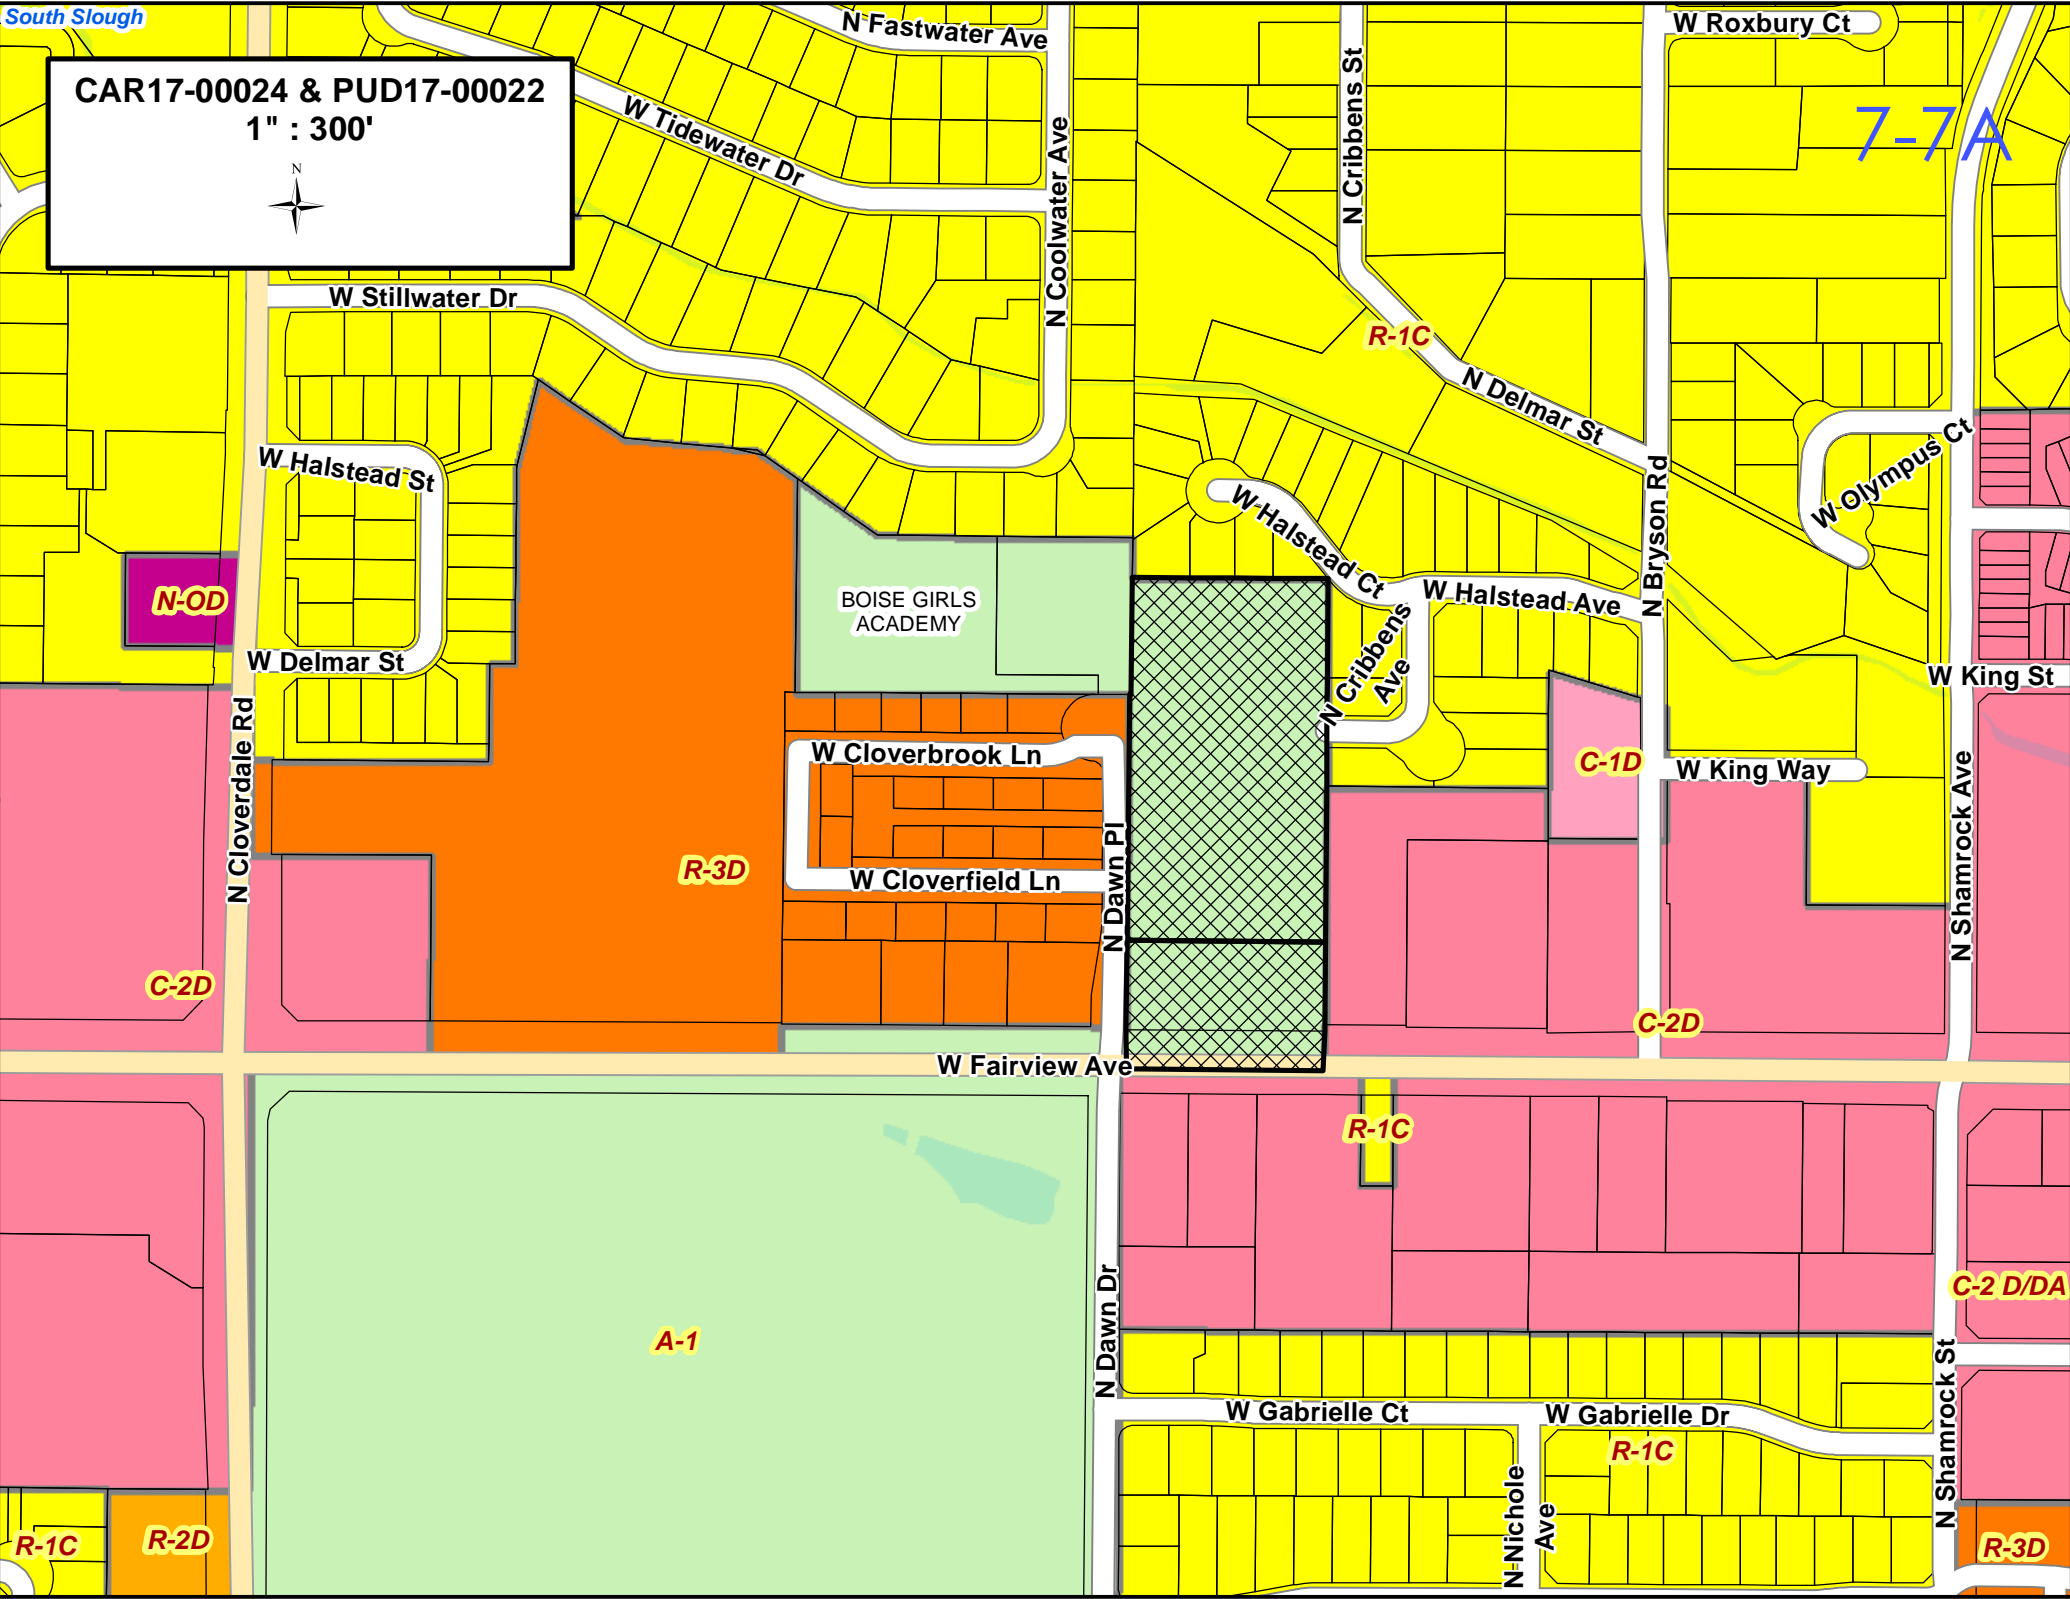 South Slough
N Fastwater Ave
W Roxbury Ct
CAR17-00024 & PUD17-00022
1" : 300'
N
W Tidewater Dr
N Coolwater Ave
N Cribbens St
7-7A
W Stillwater Dr
R-1C
N Delmar St
W Halstead St
W Olympus Ct
N Bryson Rd
W Halstead Ct
N-OD
BOISE GIRLS
ACADEMY
W Halstead Ave
N Cribbens
Ave
W Delmar St
W King St
N Cloverdale Rd
W Cloverbrook Ln
C-1D
W King Way
N Shamrock Ave
R-3D
W Cloverfield Ln
N Dawn Pl
C-2D
C-2D
W Fairview Ave
R-1C
N Dawn Dr
C-2 D/DA
A-1
N Shamrock St
W Gabrielle Ct
W Gabrielle Dr
R-1C
N Nichole
Ave
R-1C
R-2D
R-3D